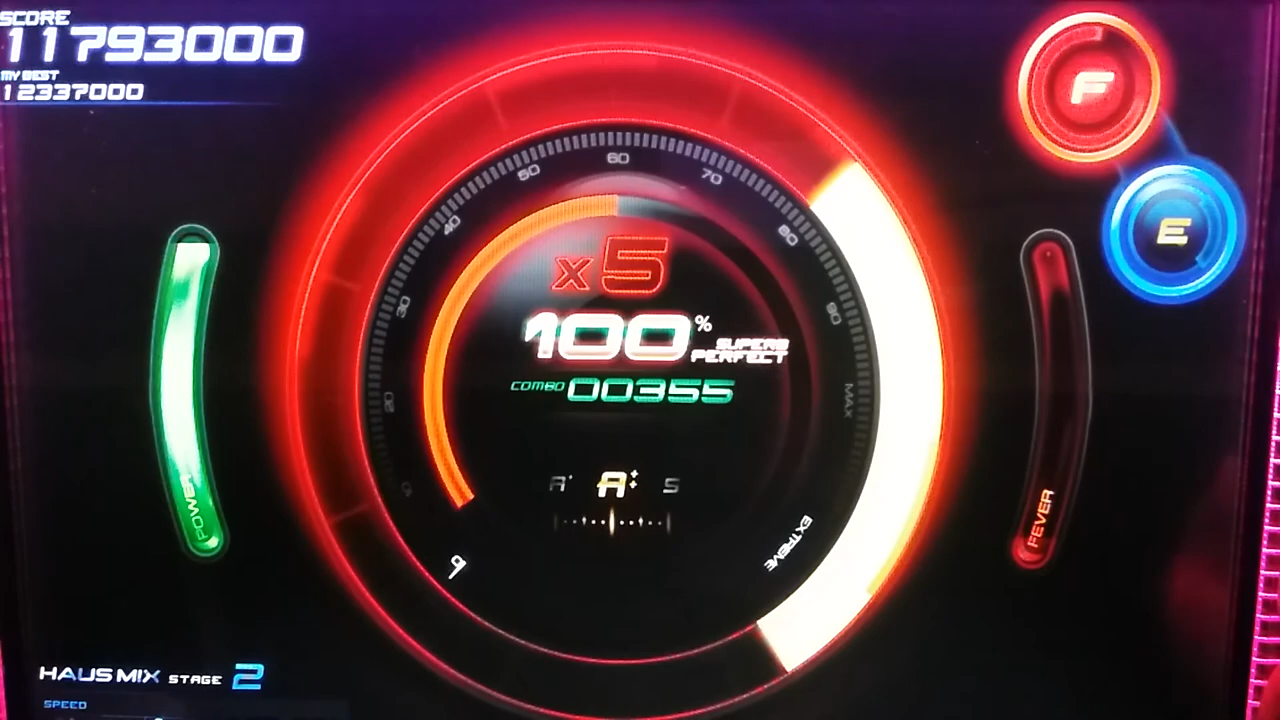 SCORE
11793000
MY BEST
12337000
F
E
60
50
70
40
80
30
90
20
MAX
9
x5
100%
SUPERB
PERFECT
COMBO 00355
A+ A++ S
POWER
FEVER
EXTREME
9
HAUS MIX STAGE 2
SPEED